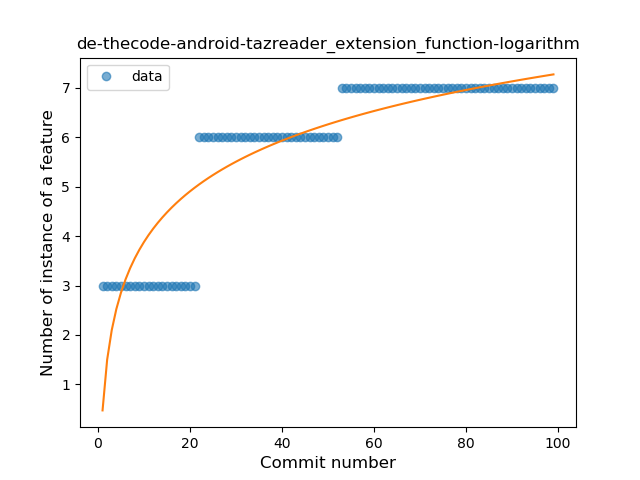 de-thecode-android-tazreader_extension_function-logarithm
data
Number of instance of a feature
7
6
5
4
3
2
1
0 20 40 60 80 100
Commit number